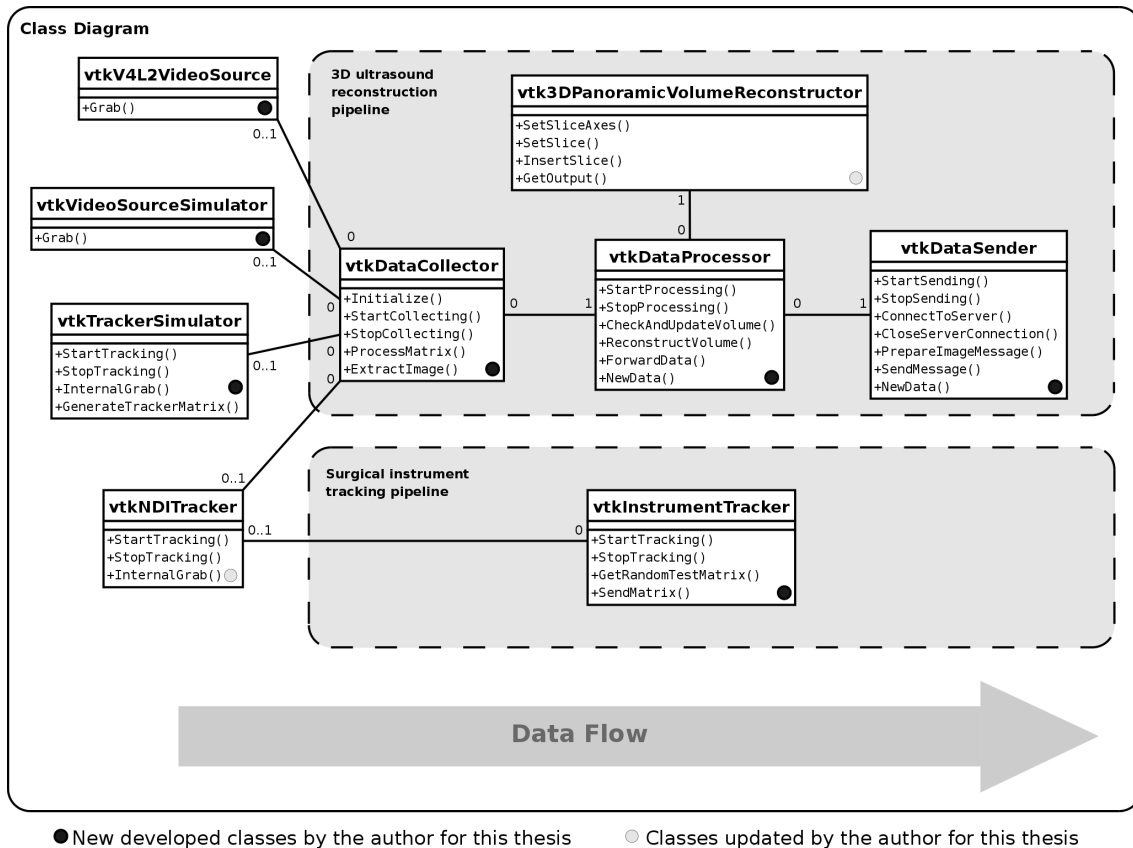 Class Diagram
vtkV4L2VideoSource
+Grab()
0..1
vtkVideoSourceSimulator
+Grab()
0..1
vtkTrackerSimulator
+StartTracking()
+StopTracking()
+InternalGrab()
+GenerateTrackerMatrix()
0..1
3D ultrasound
reconstruction
pipeline
vtk3DPanoramicVolumeReconstructor
+SetSliceAxes()
+SetSlice()
+InsertSlice()
+GetOutput()
1
0
0
vtkDataCollector
+Initialize()
+StartCollecting()
+StopCollecting()
+ProcessMatrix()
+ExtractImage()
0
0
0
0
1
vtkDataProcessor
+StartProcessing()
+StopProcessing()
+CheckAndUpdateVolume()
+ReconstructVolume()
+ForwardData()
+NewData()
0
1
vtkDataSender
+StartSending()
+StopSending()
+ConnectToServer()
+CloseServerConnection()
+PrepareImageMessage()
+SendMessage()
+NewData()
0..1
vtkNDITracker
+StartTracking()
+StopTracking()
+InternalGrab()
0..1
Surgical instrument
tracking pipeline
0
vtkInstrumentTracker
+StartTracking()
+StopTracking()
+GetRandomTestMatrix()
+SendMatrix()
Data Flow
New developed classes by the author for this thesis
Classes updated by the author for this thesis